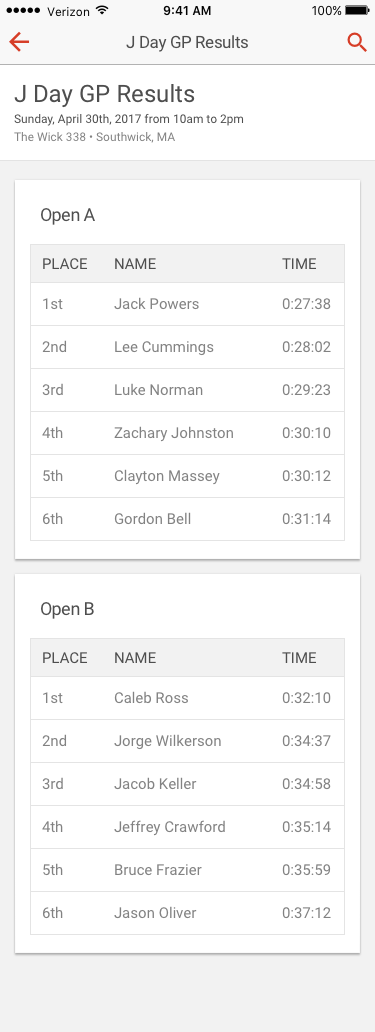 Verizon 9:41 AM 100%
J Day GP Results
J Day GP Results
Sunday, April 30th, 2017 from 10am to 2pm
The Wick 338 • Southwick, MA
Open A
PLACE NAME TIME
1st Jack Powers 0:27:38
2nd Lee Cummings 0:28:02
3rd Luke Norman 0:29:23
4th Zachary Johnston 0:30:10
5th Clayton Massey 0:30:12
6th Gordon Bell 0:31:14
Open B
PLACE NAME TIME
1st Caleb Ross 0:32:10
2nd Jorge Wilkerson 0:34:37
3rd Jacob Keller 0:34:58
4th Jeffrey Crawford 0:35:14
5th Bruce Frazier 0:35:59
6th Jason Oliver 0:37:12